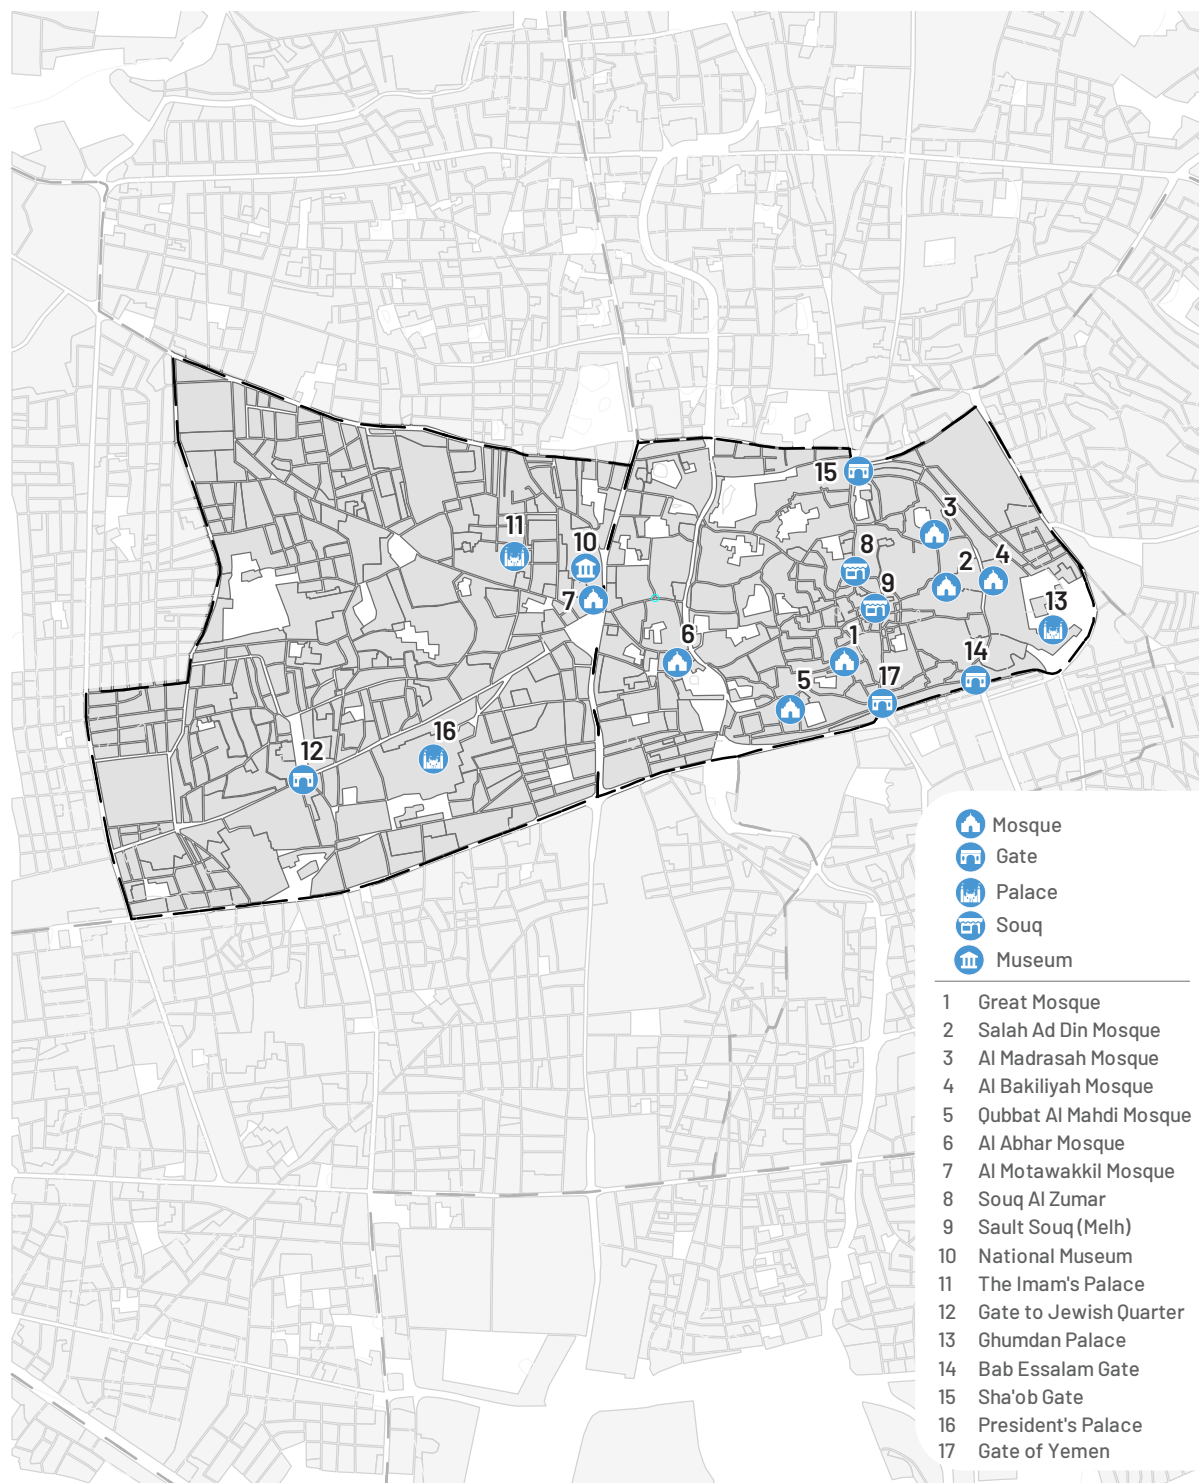 15
3
11
10
8
2
4
9
7
13
6
1
14
5
17
16
12
Mosque
Gate
Palace
Souq
Museum
1 Great Mosque
2 Salah Ad Din Mosque
3 Al Madrasah Mosque
4 Al Bakiliyah Mosque
5 Qubbat Al Mahdi Mosque
6 Al Abhar Mosque
7 Al Motawakkil Mosque
8 Souq Al Zumar
9 Sault Souq (Melh)
10 National Museum
11 The Imam's Palace
12 Gate to Jewish Quarter
13 Ghumdan Palace
14 Bab Essalam Gate
15 Sha'ob Gate
16 President's Palace
17 Gate of Yemen